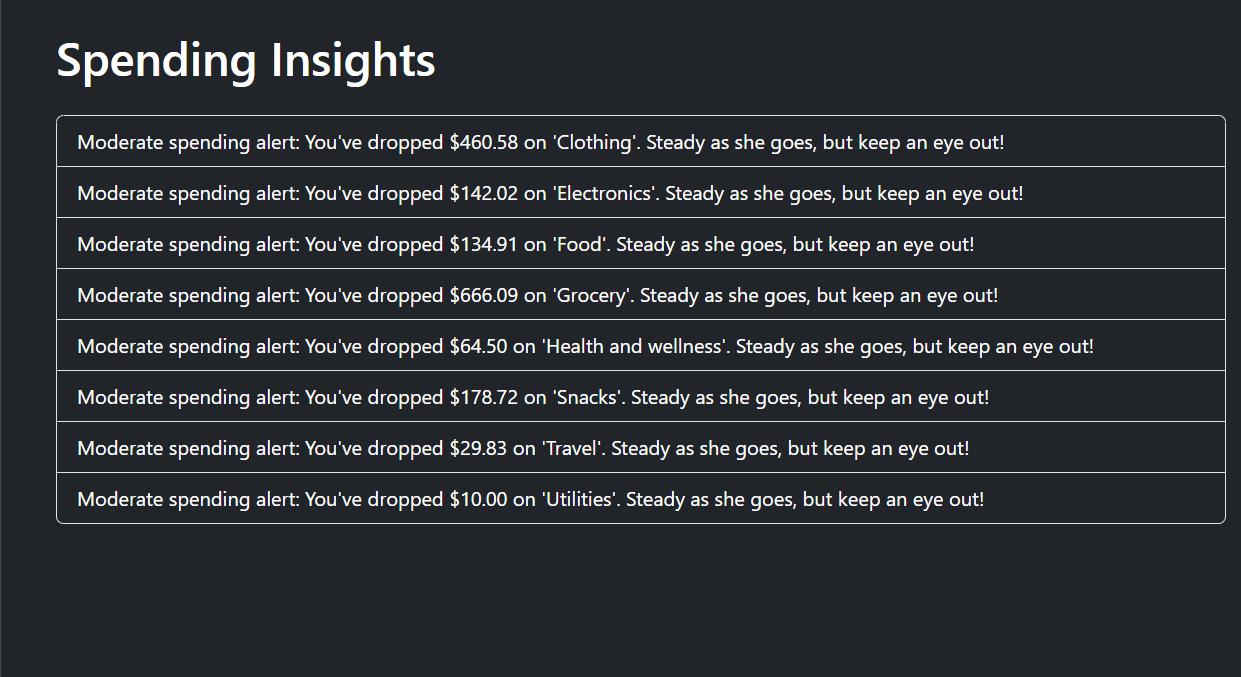 Spending Insights
Moderate spending alert: You've dropped $460.58 on 'Clothing'. Steady as she goes, but keep an eye out!
Moderate spending alert: You've dropped $142.02 on 'Electronics'. Steady as she goes, but keep an eye out!
Moderate spending alert: You've dropped $134.91 on 'Food'. Steady as she goes, but keep an eye out!
Moderate spending alert: You've dropped $666.09 on 'Grocery'. Steady as she goes, but keep an eye out!
Moderate spending alert: You've dropped $64.50 on 'Health and wellness'. Steady as she goes, but keep an eye out!
Moderate spending alert: You've dropped $178.72 on 'Snacks'. Steady as she goes, but keep an eye out!
Moderate spending alert: You've dropped $29.83 on 'Travel'. Steady as she goes, but keep an eye out!
Moderate spending alert: You've dropped $10.00 on 'Utilities'. Steady as she goes, but keep an eye out!